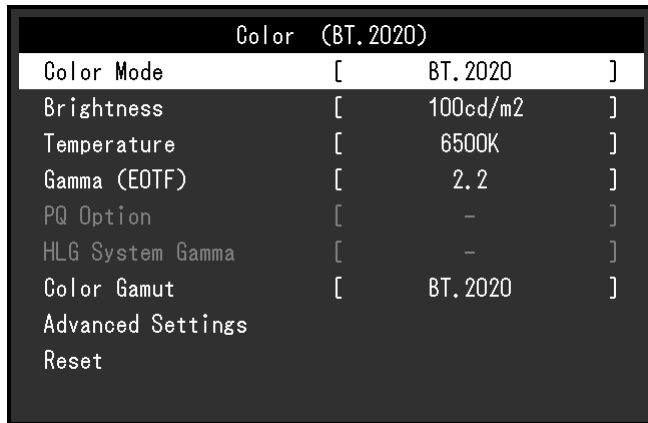 Color (BT.2020)
Color Mode [ BT.2020 ]
Brightness [ 100cd/m2 ]
Temperature [ 6500K ]
Gamma (EOTF) [ 2.2 ]
PQ Option [ – ]
HLG System Gamma [ – ]
Color Gamut [ BT.2020 ]
Advanced Settings
Reset